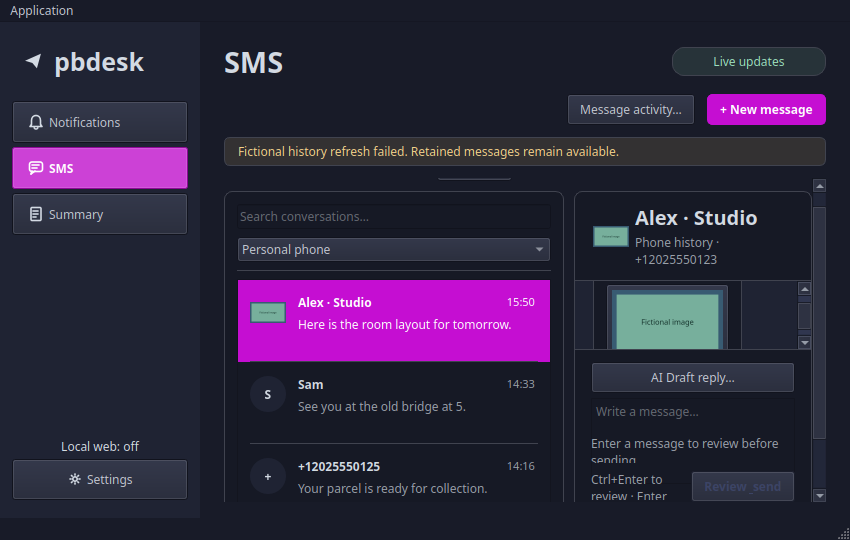 Application
pbdesk
Notifications
SMS
Summary
Local web: off
Settings
SMS
Live updates
Message activity...
+ New message
Fictional history refresh failed. Retained messages remain available.
Search conversations...
Personal phone
Alex · Studio
15:50
Here is the room layout for tomorrow.
S
Sam
14:33
See you at the old bridge at 5.
+
+12025550125
14:16
Your parcel is ready for collection.
Alex · Studio
Phone history ·
+12025550123
Fictional image
AI Draft reply...
Write a message...
Enter a message to review before
sending
Ctrl+Enter to
review · Enter
Review send